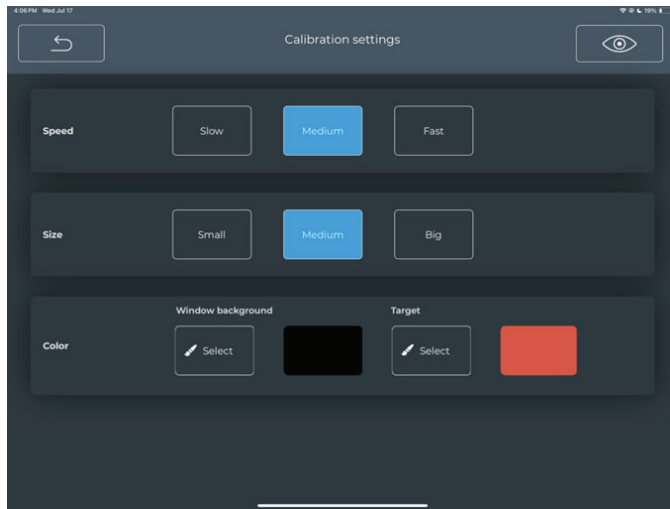 4:06 PM Wed Jul 17
19%
Calibration settings
Speed
Slow
Medium
Fast
Size
Small
Medium
Big
Color
Window background
Target
Select
Select